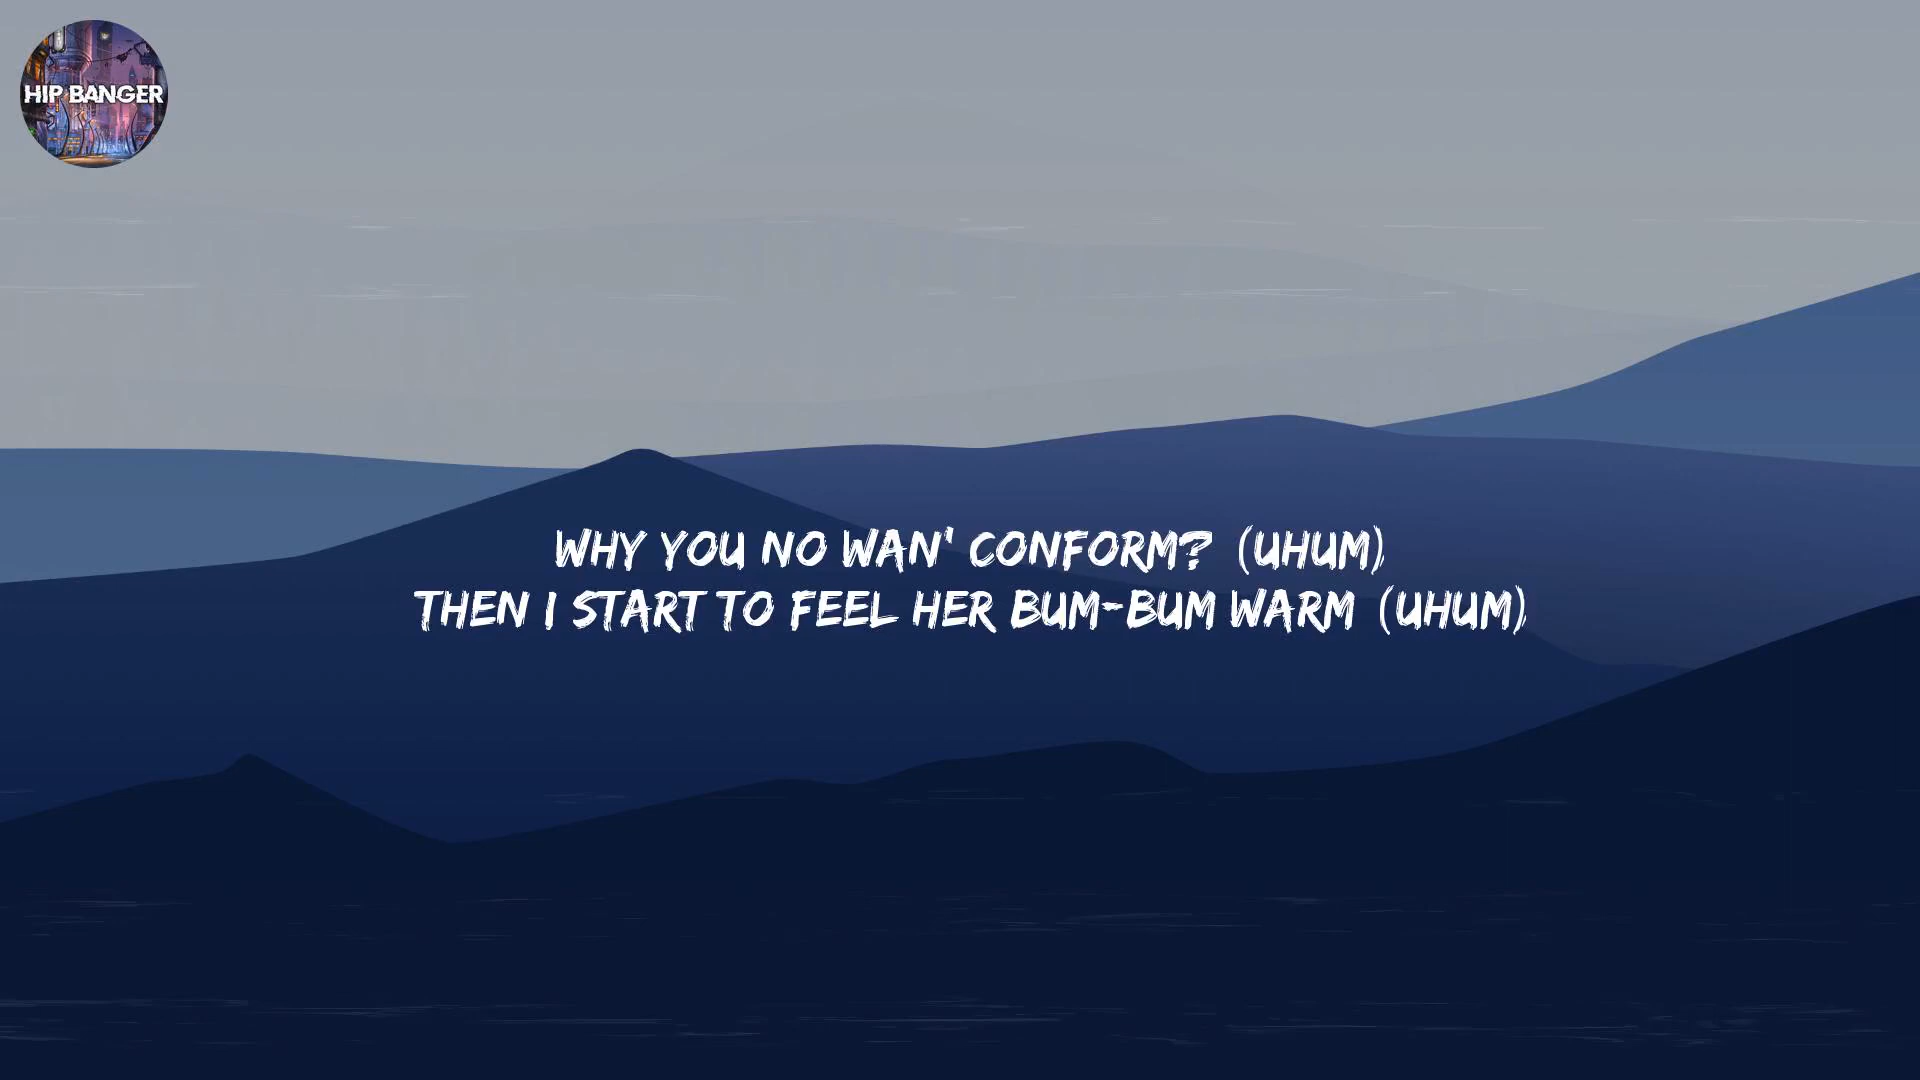 HIP BANGER
WHY YOU NO WAN' CONFORM? (UHUM)
THEN I START TO FEEL HER BUM-BUM WARM (UHUM)